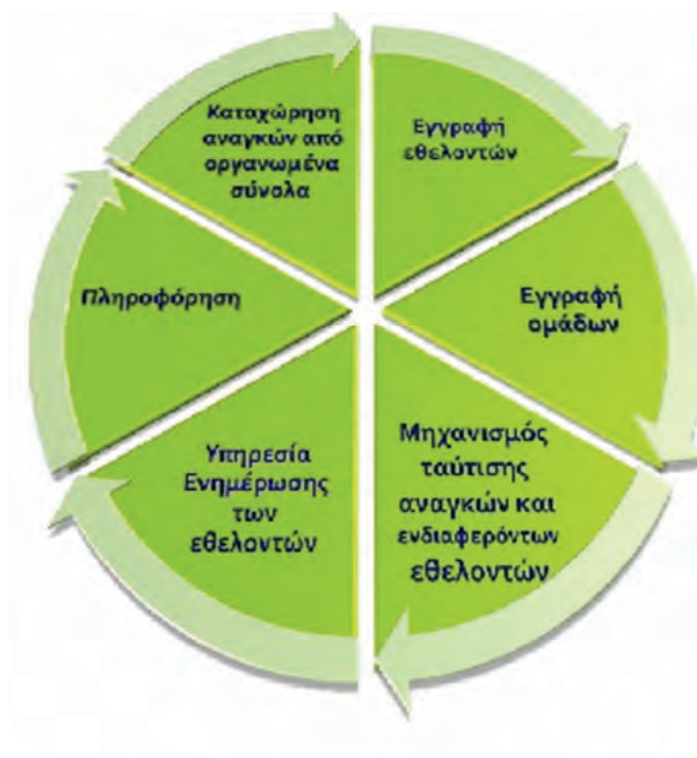 Καταχώρηση
αναγκών από
οργανωμένα
σύνολα
Εγγραφή
εθελοντών
Εγγραφή
ομάδων
Μηχανισμός
ταύτισης
αναγκών και
ενδιαφερόντων
εθελοντών
Υπηρεσία
Ενημέρωσης
των
εθελοντών
Πληροφόρηση